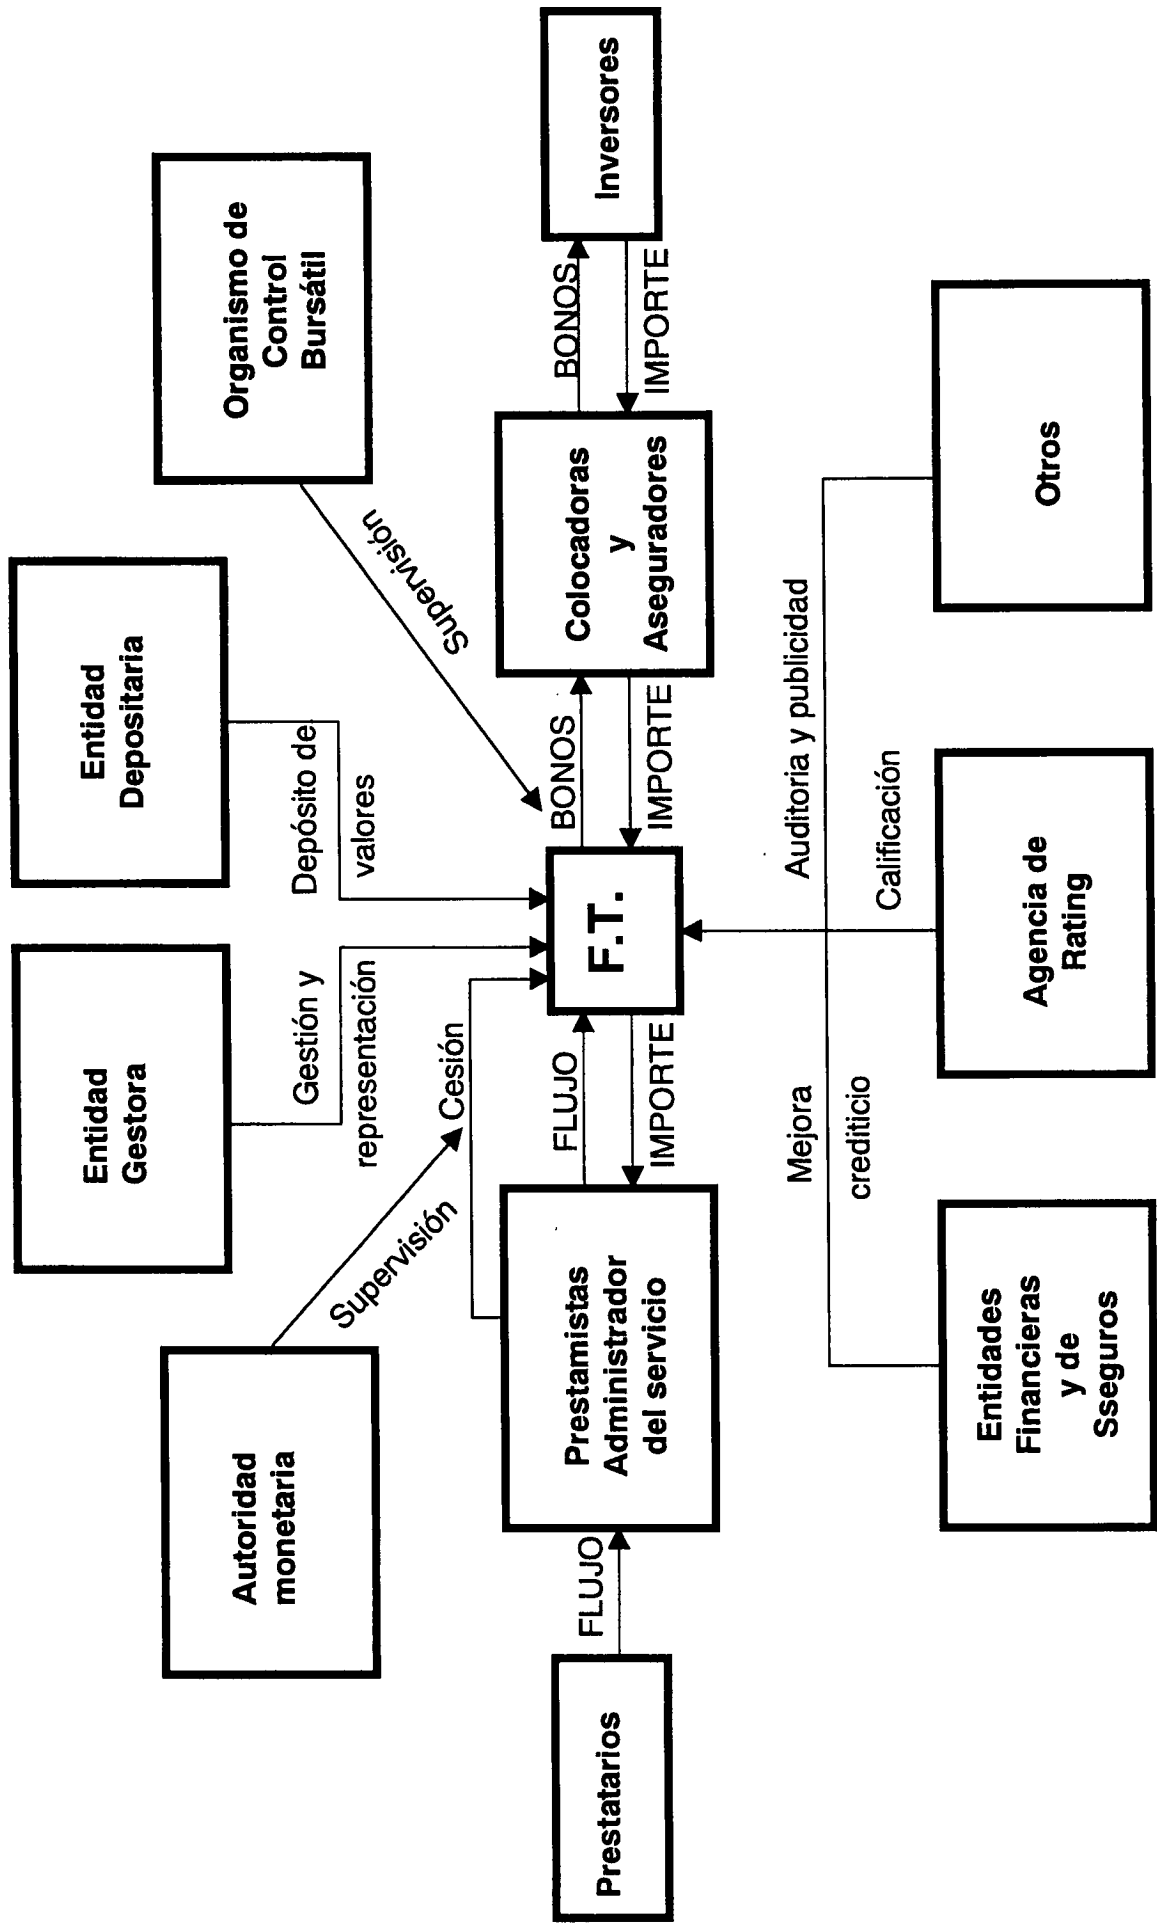 Entidad
Gestora
Entidad
Depositaria
Autoridad
monetaria
Organismo de
Control
Bursátil
Gestión y
representación
Depósito de
valores
Supervisión
Supervisión
Cesión
Prestatarios
FLUJO
Prestamistas
Administrador
del servicio
FLUJO
IMPORTE
F.T.
BONOS
IMPORTE
Colocadoras
y
Aseguradores
BONOS
IMPORTE
Inversores
Mejora
crediticio
Auditoria y publicidad
Calificación
Entidades
Financieras
y de
Sseguros
Agencia de
Rating
Otros